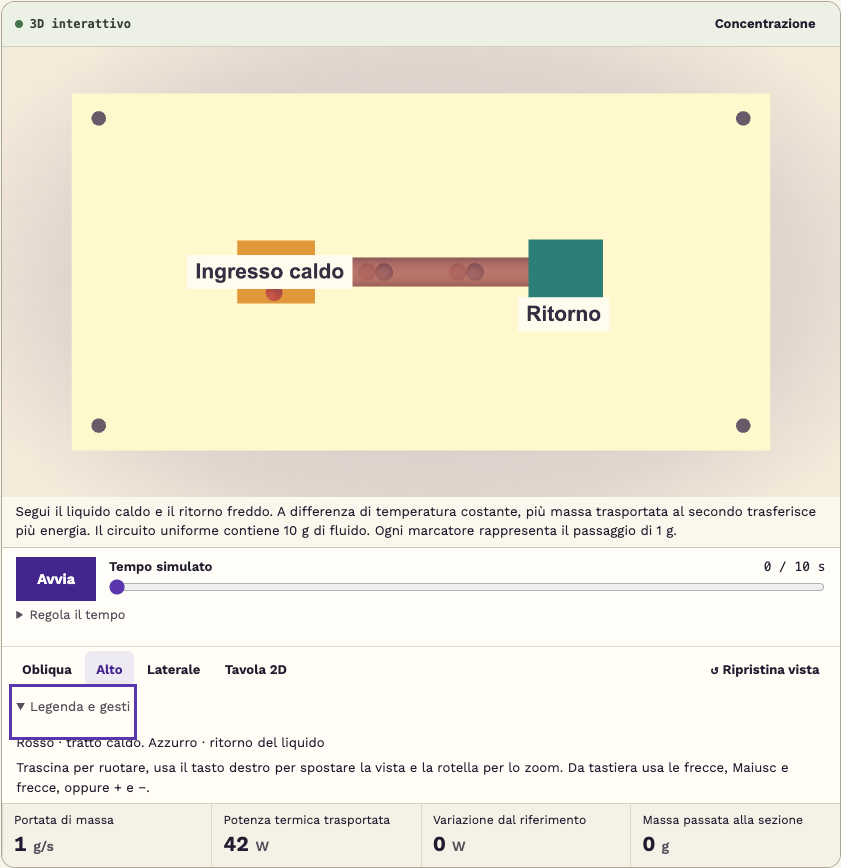 3D interattivo
Concentrazione
Ingresso caldo
Ritorno
Segui il liquido caldo e il ritorno freddo. A differenza di temperatura costante, più massa trasportata al secondo trasferisce
più energia. Il circuito uniforme contiene 10 g di fluido. Ogni marcatore rappresenta il passaggio di 1 g.
Avvia
Tempo simulato
0 / 10 s
▶ Regola il tempo
Obliqua
Alto
Laterale
Tavola 2D
↺ Ripristina vista
▼ Legenda e gesti
Rosso · tratto caldo. Azzurro · ritorno del liquido
Trascina per ruotare, usa il tasto destro per spostare la vista e la rotella per lo zoom. Da tastiera usa le frecce, Maiusc e
frecce, oppure + e −.
Portata di massa
1 g/s
Potenza termica trasportata
42 W
Variazione dal riferimento
0 W
Massa passata alla sezione
0 g